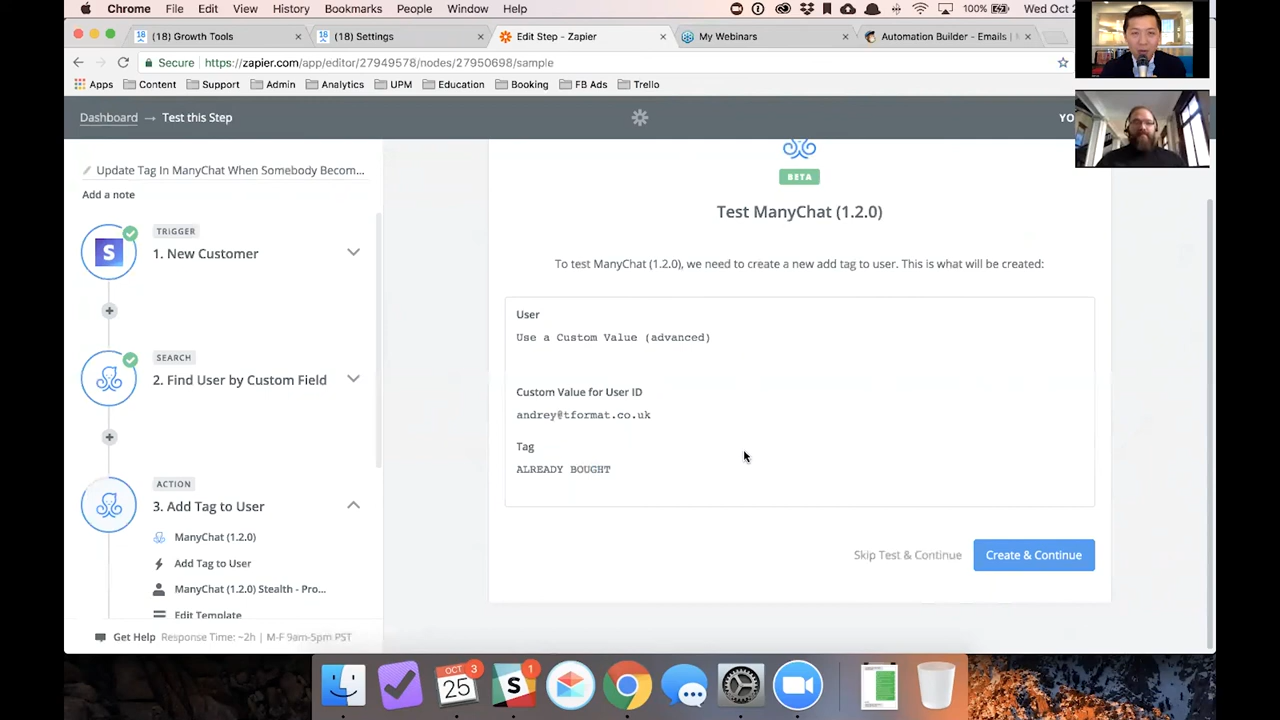 Chrome File Edit View History Bookmarks People Window Help 100% Wed Oct 2
(18) Growth Tools (18) Settings Edit Step - Zapier My Webinars Automation Builder - Emails |
Secure https://zapier.com/app/editor/27949578/nodes/27950698/sample
Apps Content Support Admin Analytics UPM Education Booking FB Ads Trello
Dashboard → Test this Step YO
Update Tag In ManyChat When Somebody Becom...
Add a note
TRIGGER
1. New Customer
SEARCH
2. Find User by Custom Field
ACTION
3. Add Tag to User
ManyChat (1.2.0)
Add Tag to User
ManyChat (1.2.0) Stealth - Pro...
Edit Template
Get Help Response Time: ~2h | M-F 9am-5pm PST
BETA
Test ManyChat (1.2.0)
To test ManyChat (1.2.0), we need to create a new add tag to user. This is what will be created:
User
Use a Custom Value (advanced)
Custom Value for User ID
andrey@tformat.co.uk
Tag
ALREADY BOUGHT
Skip Test & Continue Create & Continue
OCT 3
25
S 1